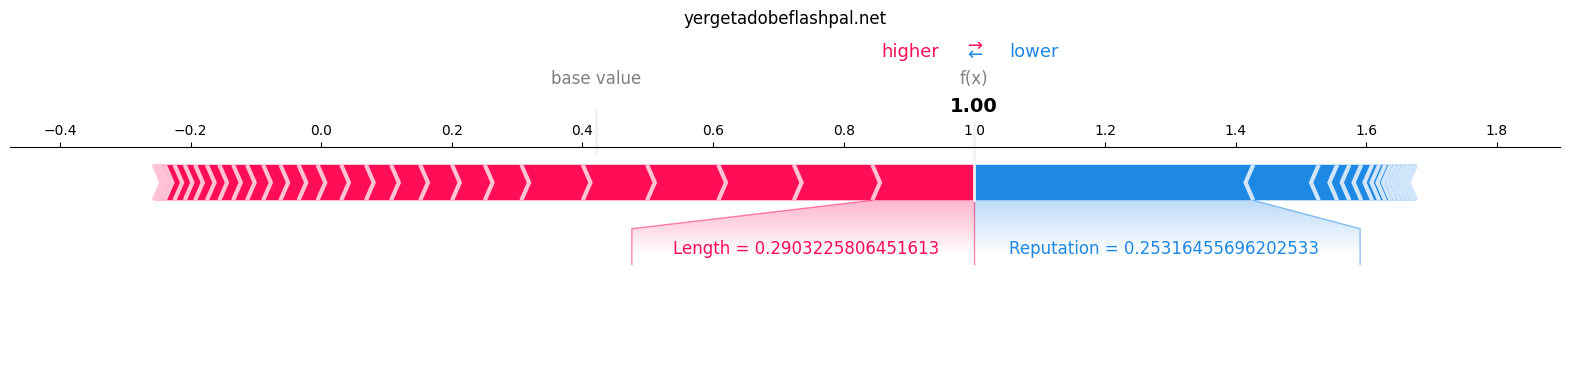 yergetadobeflashpal.net
higher ⇄ lower
base value f(x)
1.00
−0.4 −0.2 0.0 0.2 0.4 0.6 0.8 1.0 1.2 1.4 1.6 1.8
Length = 0.2903225806451613 Reputation = 0.25316455696202533